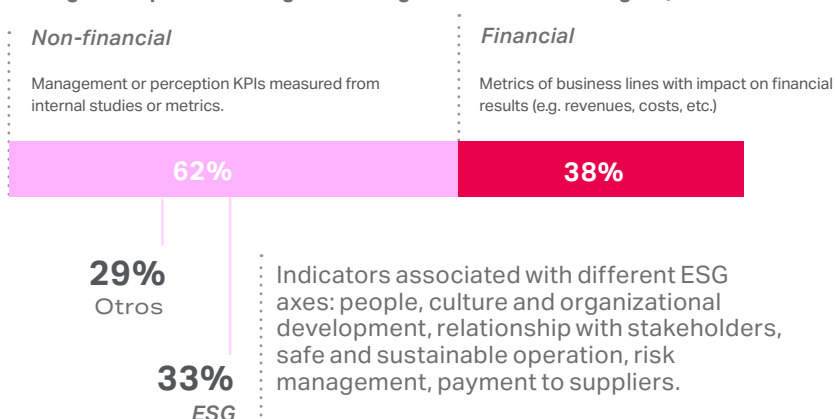 Non-financial
Financial
Management or perception KPIs measured from
internal studies or metrics.
Metrics of business lines with impact on financial
results (e.g. revenues, costs, etc.)
62%
38%
29%
Otros
Indicators associated with different ESG
axes: people, culture and organizational
development, relationship with stakeholders,
safe and sustainable operation, risk
management, payment to suppliers.
33%
ESG